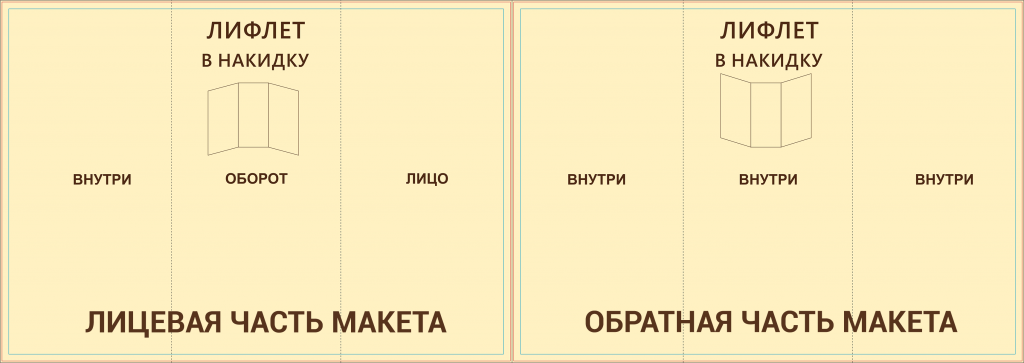 ЛИФЛЕТ
В НАКИДКУ
ВНУТРИ
ОБОРОТ
ЛИЦО
ЛИЦЕВАЯ ЧАСТЬ МАКЕТА
ЛИФЛЕТ
В НАКИДКУ
ВНУТРИ
ВНУТРИ
ВНУТРИ
ОБРАТНАЯ ЧАСТЬ МАКЕТА